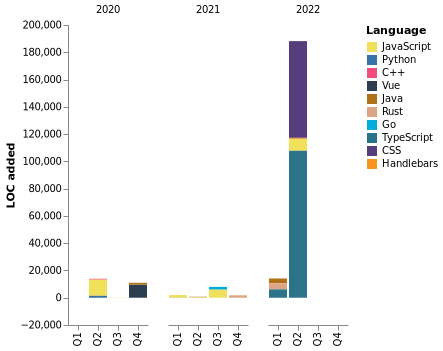 2020 2021 2022
200,000
180,000
160,000
140,000
120,000
100,000
80,000
60,000
40,000
20,000
0
−20,000
LOC added
Q1 Q2 Q3 Q4 Q1 Q2 Q3 Q4 Q1 Q2 Q3 Q4
Language
JavaScript
Python
C++
Vue
Java
Rust
Go
TypeScript
CSS
Handlebars